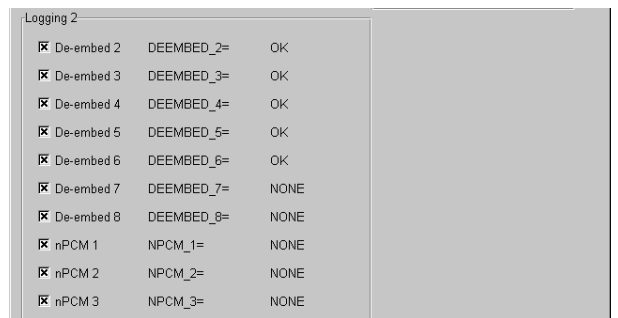 Logging 2
De-embed 2 DEEMBED_2= OK
De-embed 3 DEEMBED_3= OK
De-embed 4 DEEMBED_4= OK
De-embed 5 DEEMBED_5= OK
De-embed 6 DEEMBED_6= OK
De-embed 7 DEEMBED_7= NONE
De-embed 8 DEEMBED_8= NONE
nPCM 1 NPCM_1= NONE
nPCM 2 NPCM_2= NONE
nPCM 3 NPCM_3= NONE